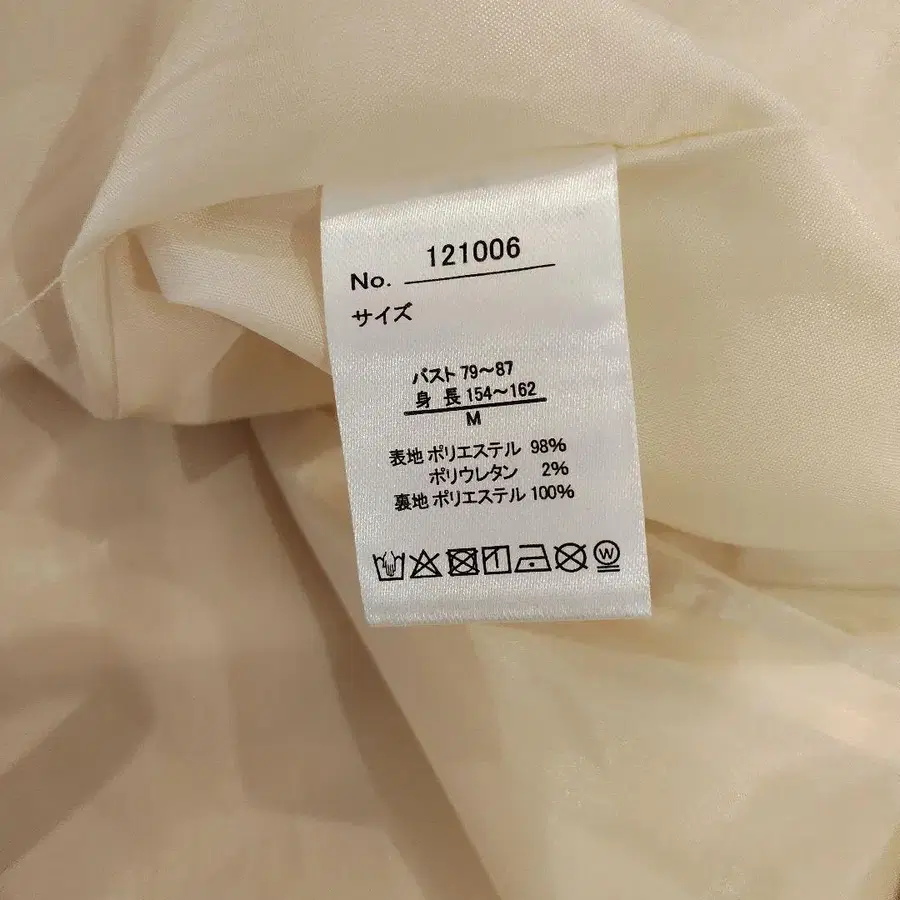 No. 121006
サイズ
バスト 79～87
身 長 154～162
M
表地 ポリエステル 98%
ポリウレタン 2%
裏地 ポリエステル 100%
W